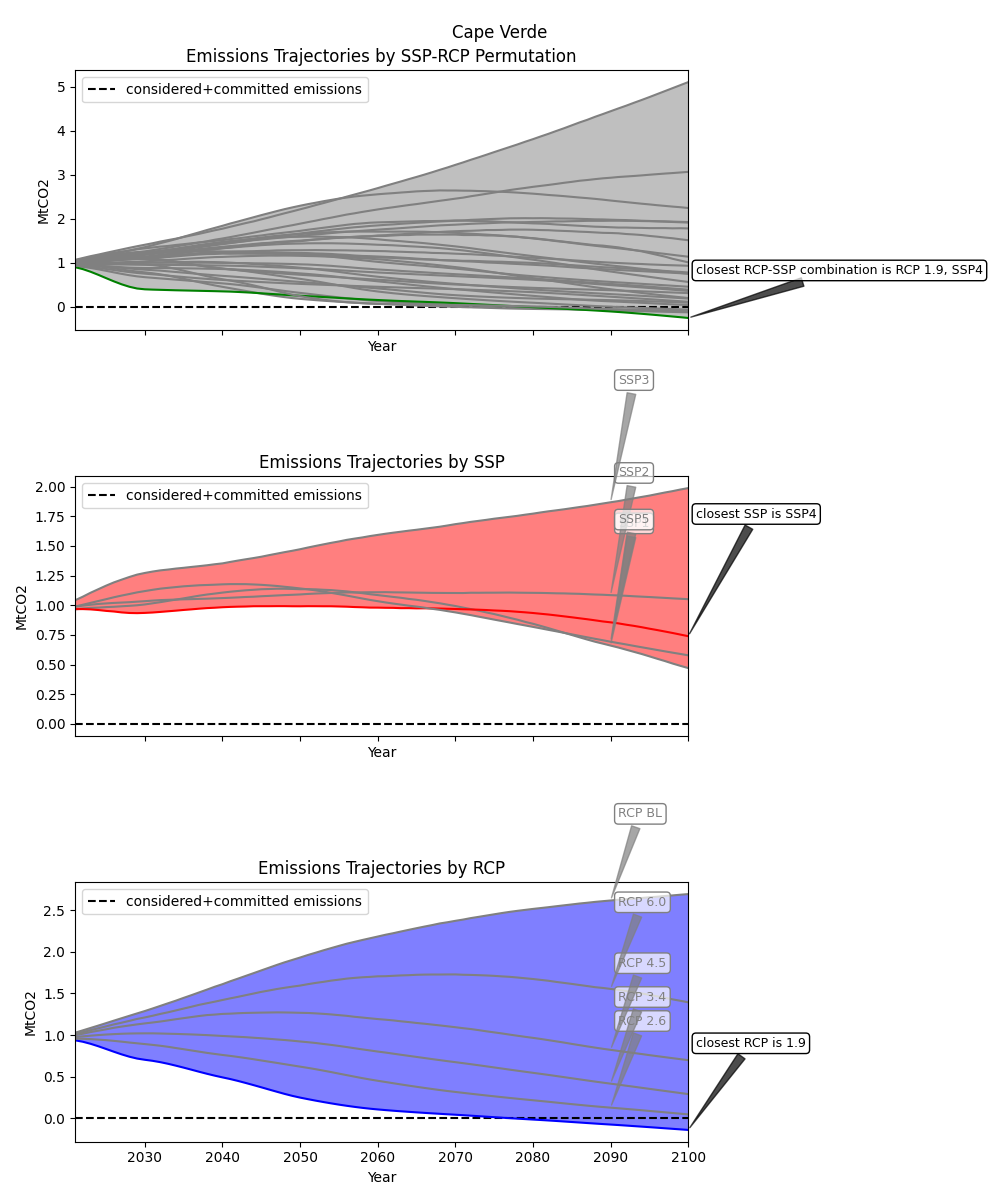 Cape Verde
Emissions Trajectories by SSP-RCP Permutation
considered+committed emissions
5
4
3
2
1
0
MtCO2
Year
closest RCP-SSP combination is RCP 1.9, SSP4
SSP3
Emissions Trajectories by SSP
SSP2
SSP5
considered+committed emissions
closest SSP is SSP4
2.00
1.75
1.50
1.25
1.00
0.75
0.50
0.25
0.00
MtCO2
Year
RCP BL
Emissions Trajectories by RCP
considered+committed emissions
RCP 6.0
RCP 4.5
RCP 3.4
RCP 2.6
closest RCP is 1.9
2.5
2.0
1.5
1.0
0.5
0.0
MtCO2
2030 2040 2050 2060 2070 2080 2090 2100
Year